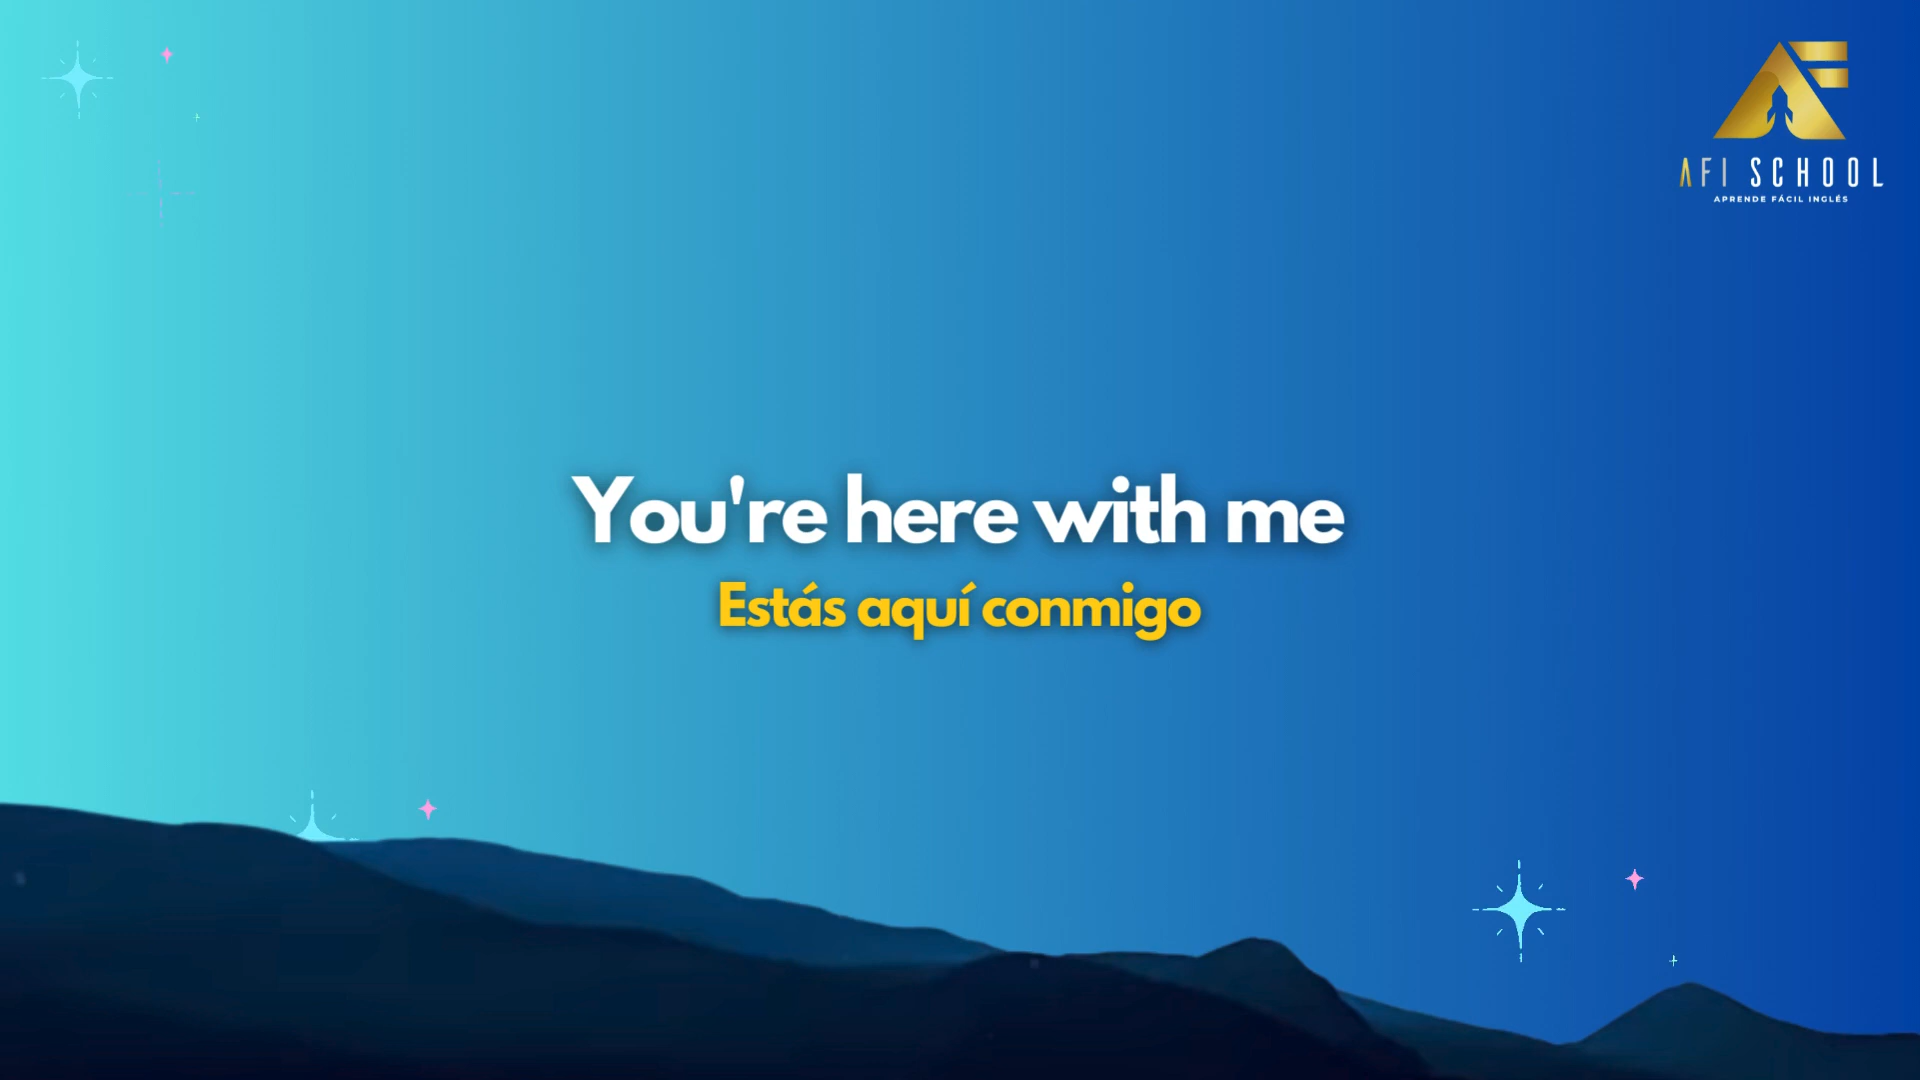 AFI SCHOOL
APRENDE FÁCIL INGLÉS
You're here with me
Estás aquí conmigo